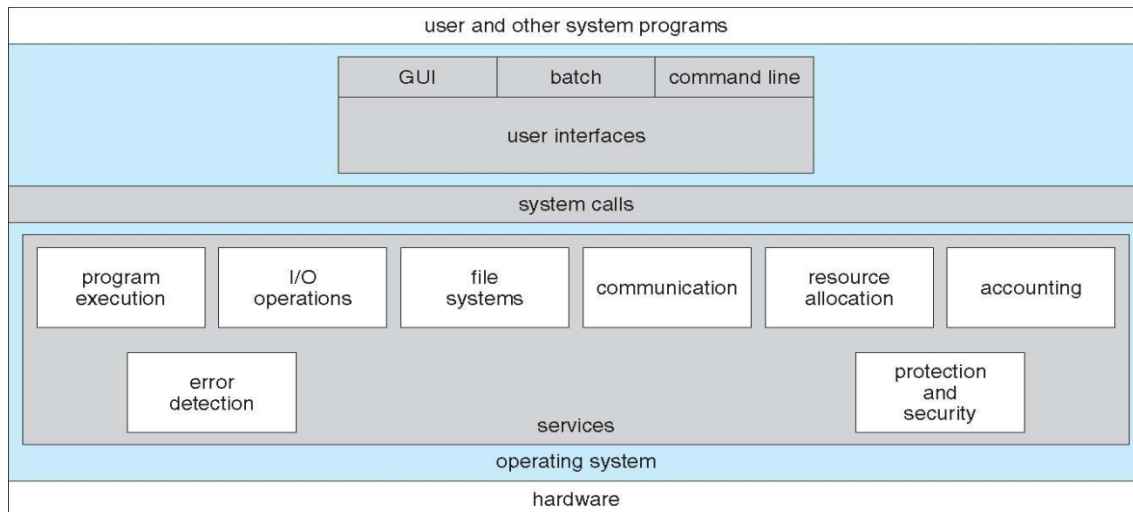 user and other system programs
GUI
batch
command line
user interfaces
system calls
program
execution
I/O
operations
file
systems
communication
resource
allocation
accounting
error
detection
protection
and
security
services
operating system
hardware